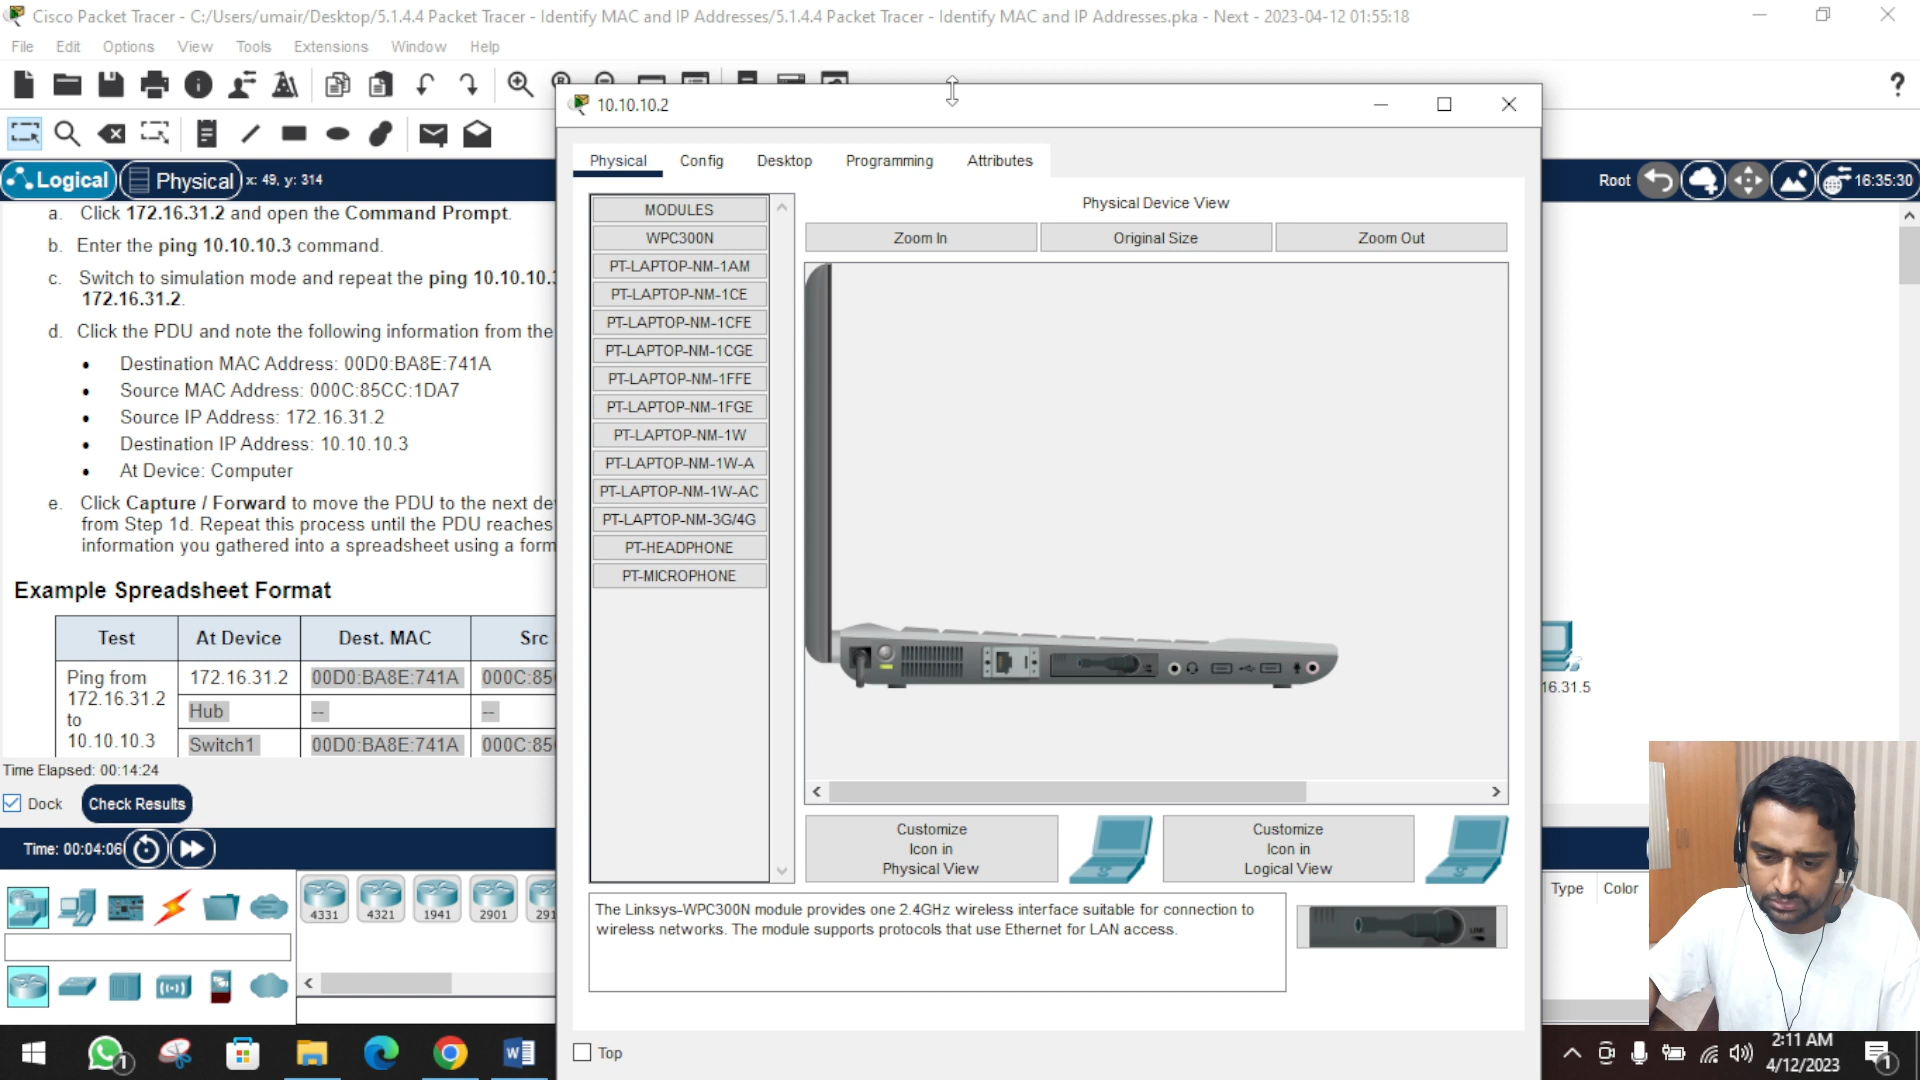 Cisco Packet Tracer - C:/Users/umair/Desktop/5.1.4.4 Packet Tracer - Identify MAC and IP Addresses/5.1.4.4 Packet Tracer - Identify MAC and IP Addresses.pka - Next - 2023-04-12 01:55:18
File Edit Options View Tools Extensions Window Help
?
10.10.10.2
Physical Config Desktop Programming Attributes
Logical Physical x: 49, y: 314
Root 16:35:30
a. Click 172.16.31.2 and open the Command Prompt.
b. Enter the ping 10.10.10.3 command.
c. Switch to simulation mode and repeat the ping 10.10.10.
172.16.31.2.
d. Click the PDU and note the following information from the
• Destination MAC Address: 00D0:BA8E:741A
• Source MAC Address: 000C:85CC:1DA7
• Source IP Address: 172.16.31.2
• Destination IP Address: 10.10.10.3
• At Device: Computer
e. Click Capture / Forward to move the PDU to the next de
from Step 1d. Repeat this process until the PDU reaches
information you gathered into a spreadsheet using a form
Example Spreadsheet Format
Test At Device Dest. MAC Src
Ping from
172.16.31.2
to
10.10.10.3
172.16.31.2 00D0:BA8E:741A 000C:85
Hub -- --
Switch1 00D0:BA8E:741A 000C:85
Time Elapsed: 00:14:24
Dock Check Results
Time: 00:04:06
4331 4321 1941 2901 291
MODULES
WPC300N
PT-LAPTOP-NM-1AM
PT-LAPTOP-NM-1CE
PT-LAPTOP-NM-1CFE
PT-LAPTOP-NM-1CGE
PT-LAPTOP-NM-1FFE
PT-LAPTOP-NM-1FGE
PT-LAPTOP-NM-1W
PT-LAPTOP-NM-1W-A
PT-LAPTOP-NM-1W-AC
PT-LAPTOP-NM-3G/4G
PT-HEADPHONE
PT-MICROPHONE
Physical Device View
Zoom In Original Size Zoom Out
Customize
Icon in
Physical View
Customize
Icon in
Logical View
The Linksys-WPC300N module provides one 2.4GHz wireless interface suitable for connection to
wireless networks. The module supports protocols that use Ethernet for LAN access.
Top
16.31.5
Type Color
1
2:11 AM
4/12/2023
1